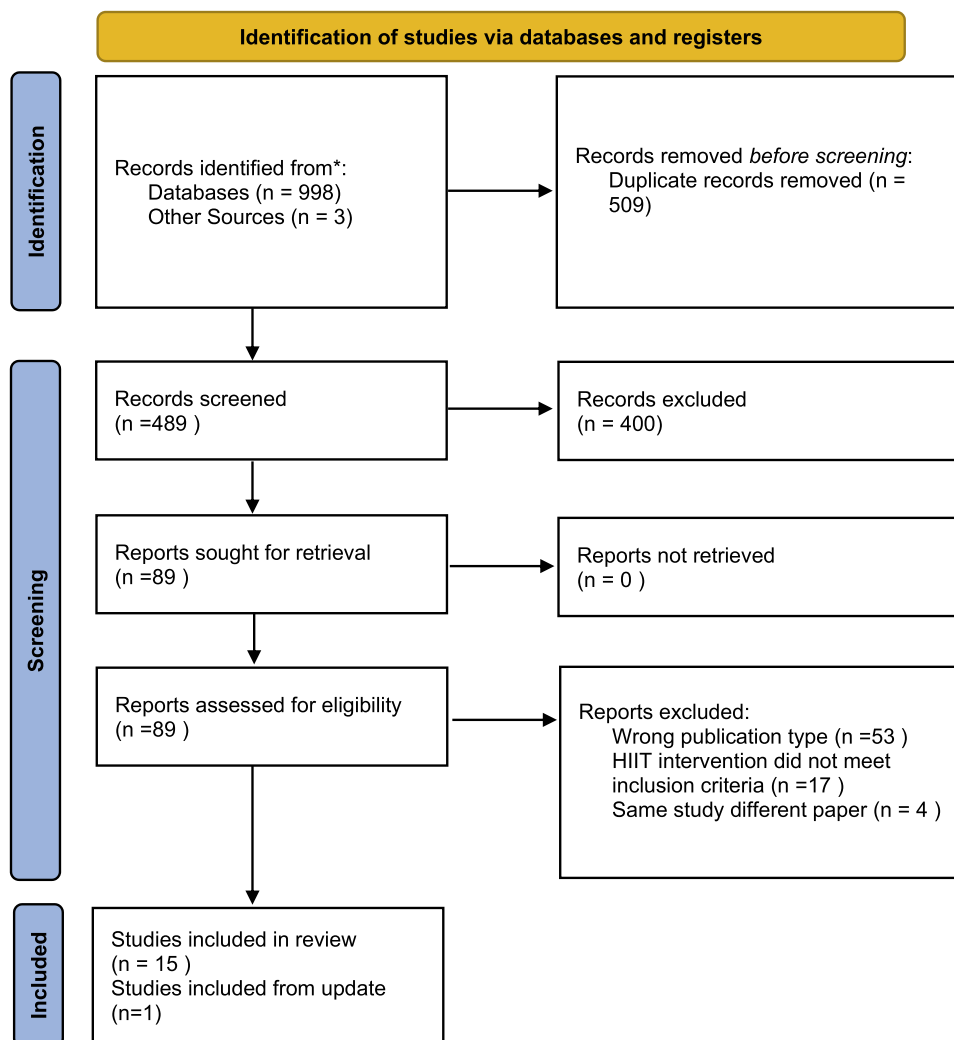 Identification of studies via databases and registers
Identification
Records identified from*:
Databases (n = 998)
Other Sources (n = 3)
Records removed before screening:
Duplicate records removed (n =
509)
Screening
Records screened
(n =489 )
Records excluded
(n = 400)
Reports sought for retrieval
(n =89 )
Reports not retrieved
(n = 0 )
Reports assessed for eligibility
(n =89 )
Reports excluded:
Wrong publication type (n =53 )
HIIT intervention did not meet
inclusion criteria (n =17 )
Same study different paper (n = 4 )
Included
Studies included in review
(n = 15 )
Studies included from update
(n=1)